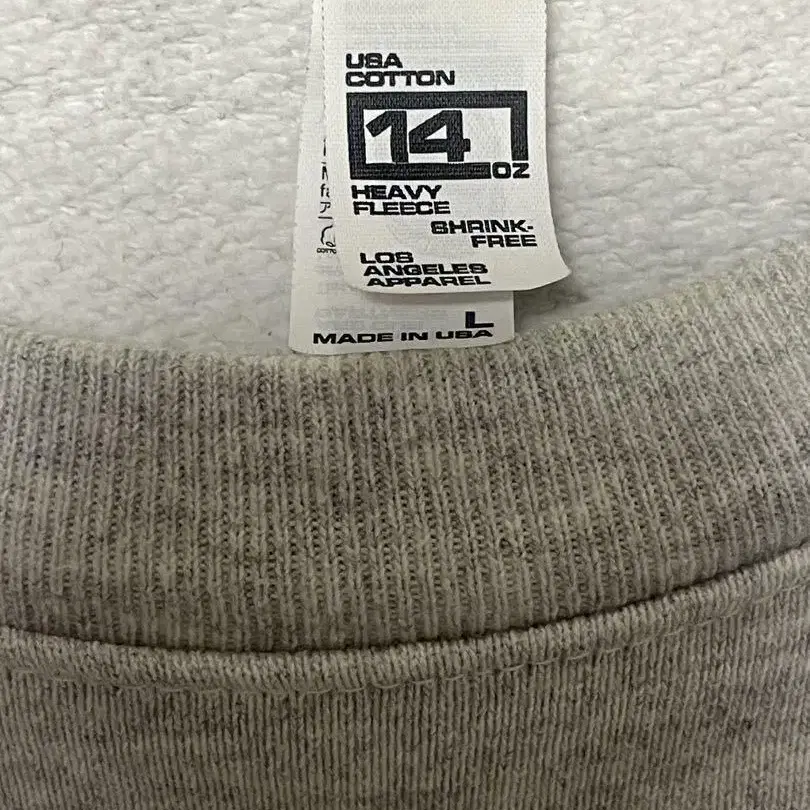 USA
COTTON
14
OZ
HEAVY
FLEECE
SHRINK-
FREE
LOS
ANGELES
APPAREL
L
MADE IN USA